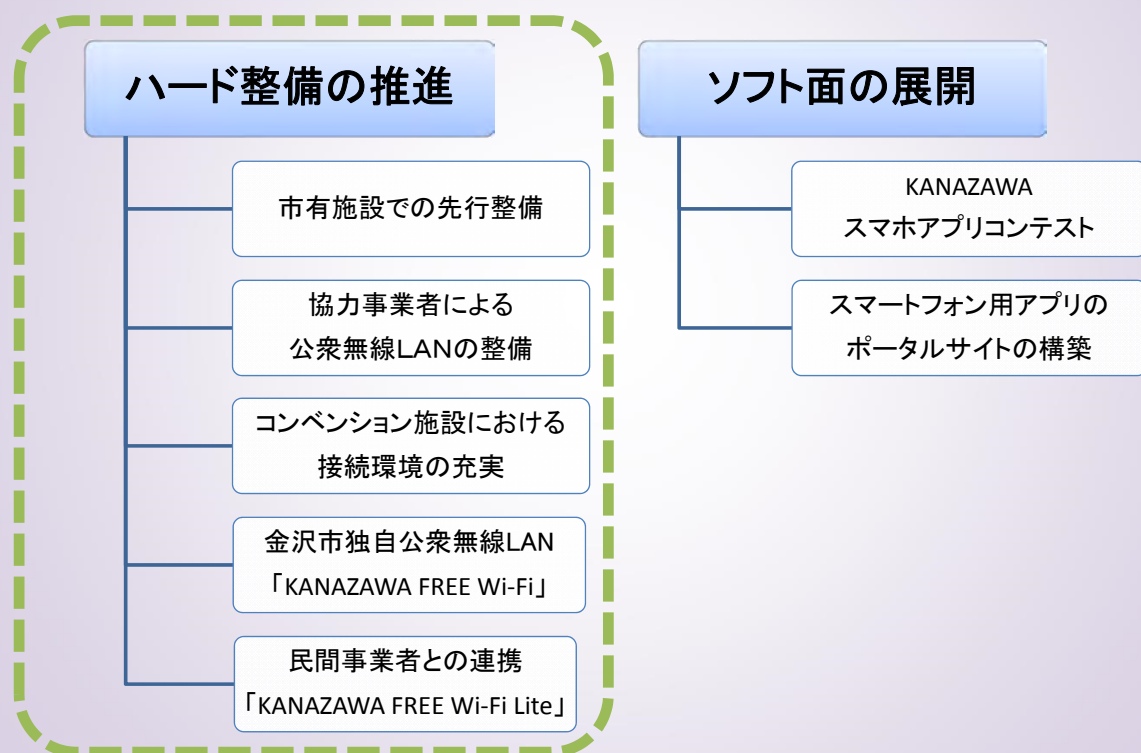 ハード整備の推進
市有施設での先行整備
協力事業者による
公衆無線LANの整備
コンベンション施設における
接続環境の充実
金沢市独自公衆無線LAN
「KANAZAWA FREE Wi-Fi」
民間事業者との連携
「KANAZAWA FREE Wi-Fi Lite」
ソフト面の展開
KANAZAWA
スマホアプリコンテスト
スマートフォン用アプリの
ポータルサイトの構築